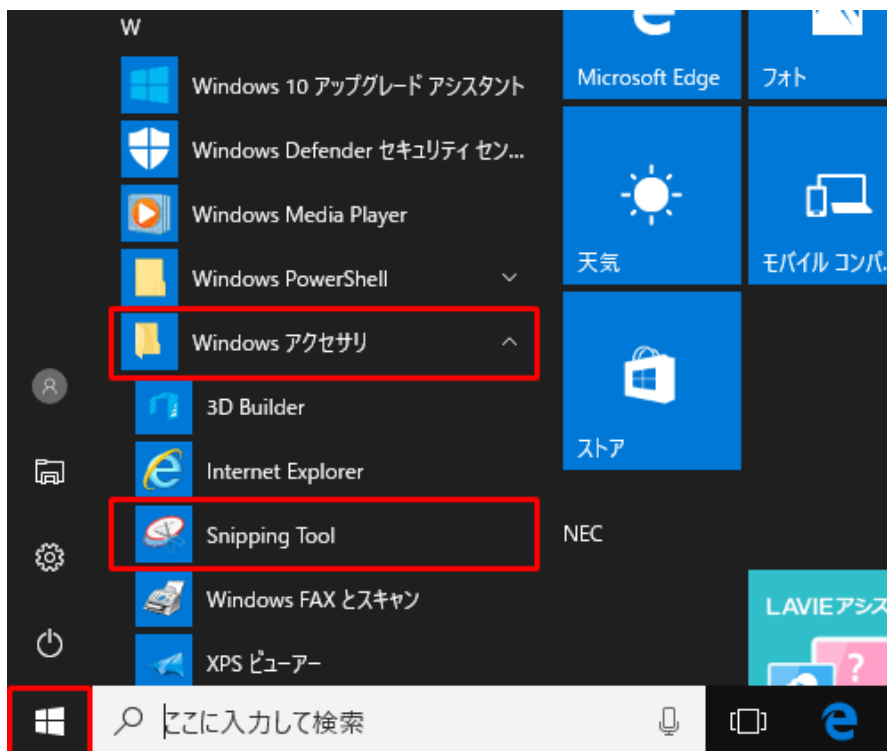 W
Windows 10 アップグレード アシスタント
Windows Defender セキュリティ セン...
Windows Media Player
Windows PowerShell
Windows アクセサリ
3D Builder
Internet Explorer
Snipping Tool
Windows FAX とスキャン
XPS ビューアー
ここに入力して検索
Microsoft Edge
フォト
天気
モバイル コンパ.
ストア
NEC
LAVIEアシス
?